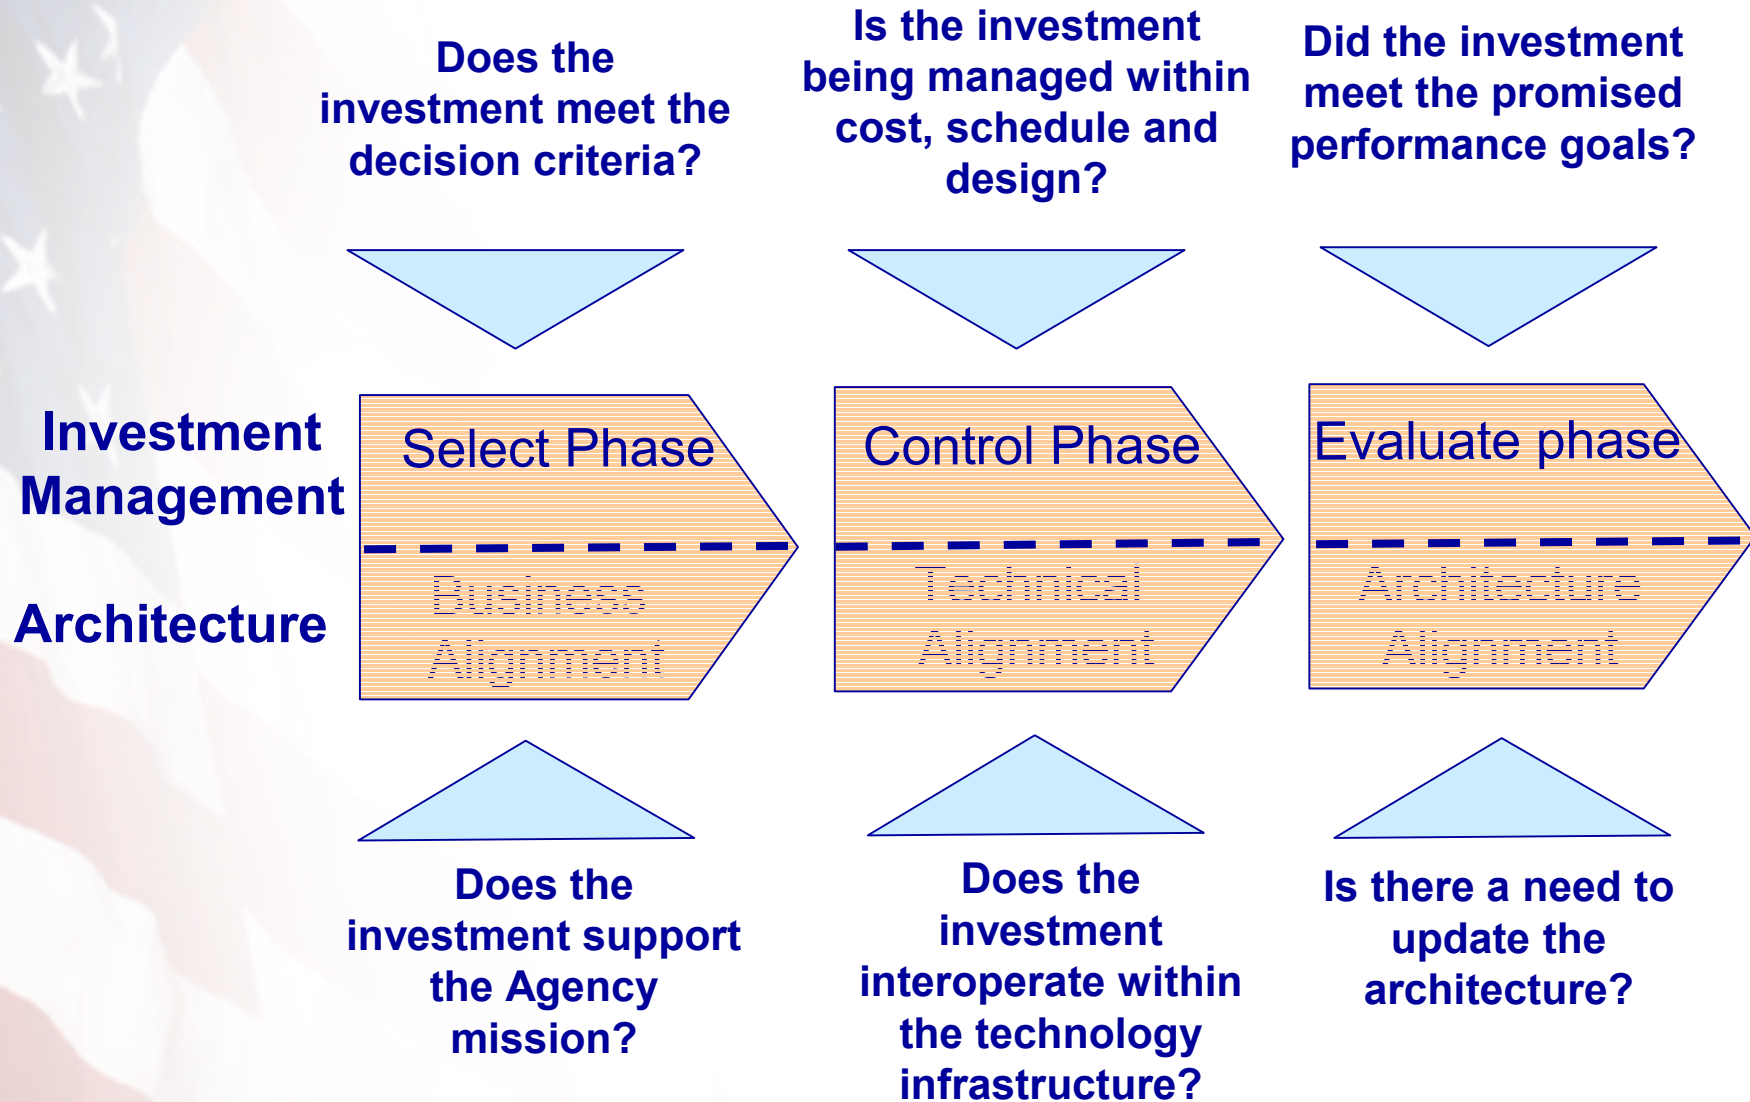 Does the
investment meet the
decision criteria?
Is the investment
being managed within
cost, schedule and
design?
Did the investment
meet the promised
performance goals?
Investment
Management
Architecture
Select Phase
Business
Alignment
Control Phase
Technical
Alignment
Evaluate phase
Architecture
Alignment
Does the
investment support
the Agency
mission?
Does the
investment
interoperate within
the technology
infrastructure?
Is there a need to
update the
architecture?